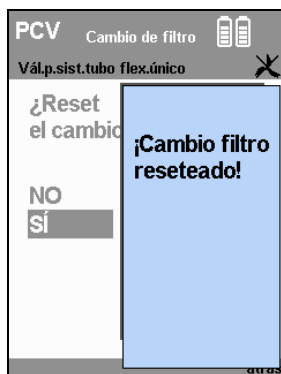 PCV Cambio de filtro
Vál.p.sist.tubo flex.único
¿Reset
el cambio
¡Cambio filtro
reseteado!
NO
SÍ
atrás